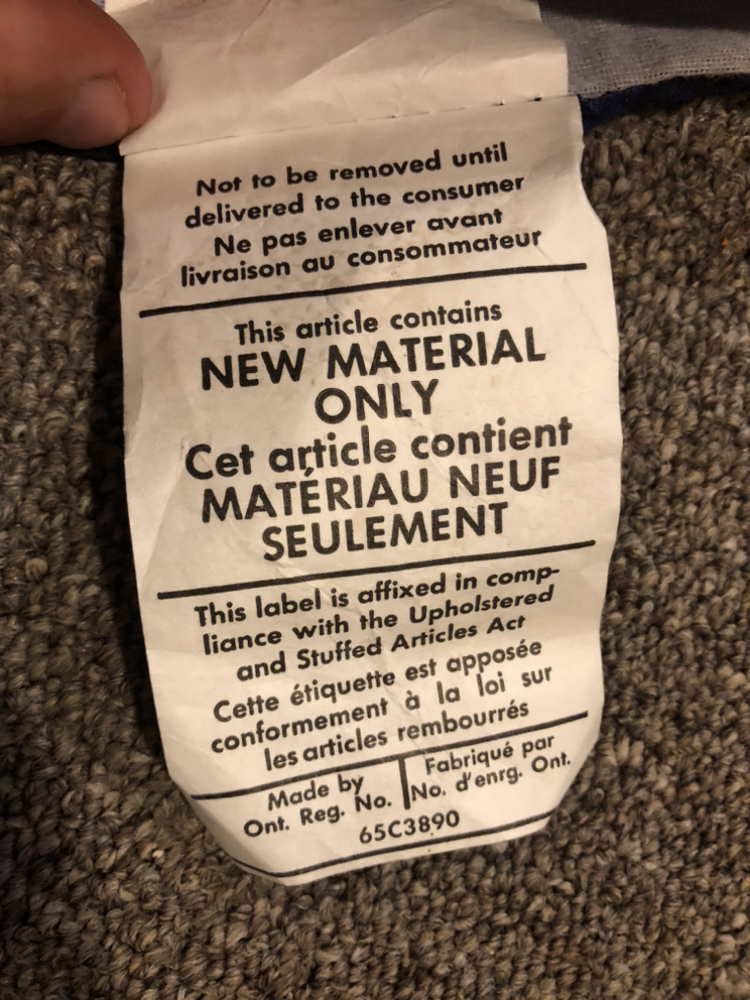 Not to be removed until
delivered to the consumer
Ne pas enlever avant
livraison au consommateur
This article contains
NEW MATERIAL
ONLY
Cet article contient
MATÉRIAU NEUF
SEULEMENT
This label is affixed in comp-
liance with the Upholstered
and Stuffed Articles Act
Cette étiquette est apposée
conformement à la loi sur
les articles rembourrés
Made by
Ont. Reg. No.
Fabriqué par
No. d'enrg. Ont.
65C3890